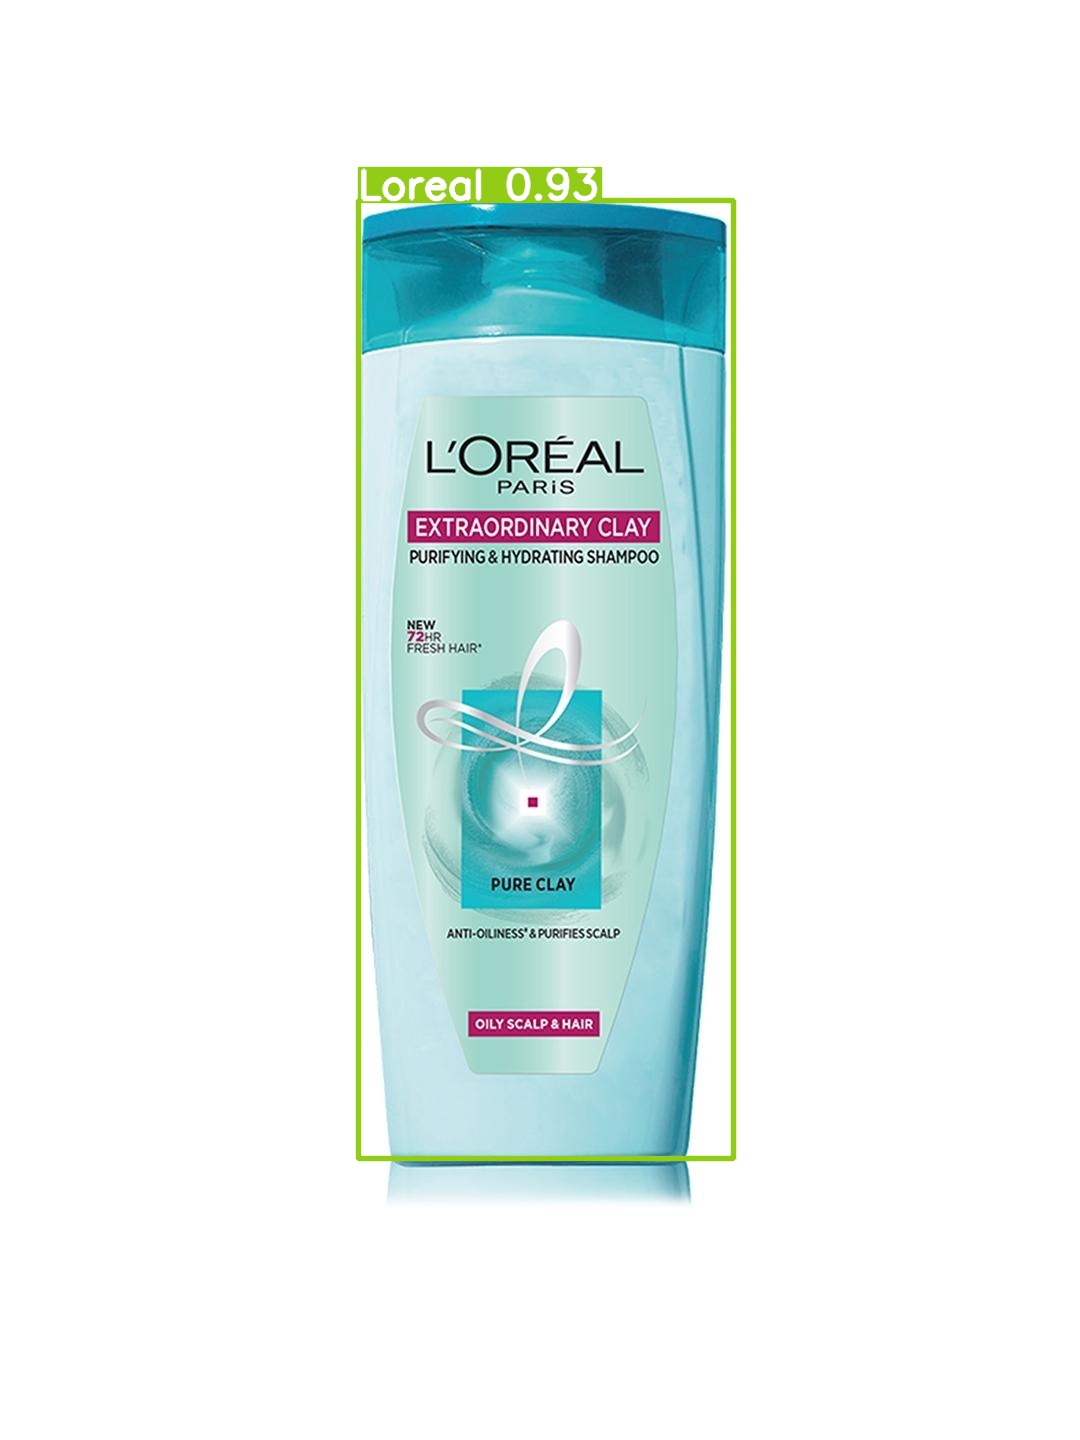 Loreal 0.93
L'ORÉAL
PARiS
EXTRAORDINARY CLAY
PURIFYING & HYDRATING SHAMPOO
NEW
72HR
FRESH HAIR*
PURE CLAY
ANTI-OILINESS* & PURIFIES SCALP
OILY SCALP & HAIR